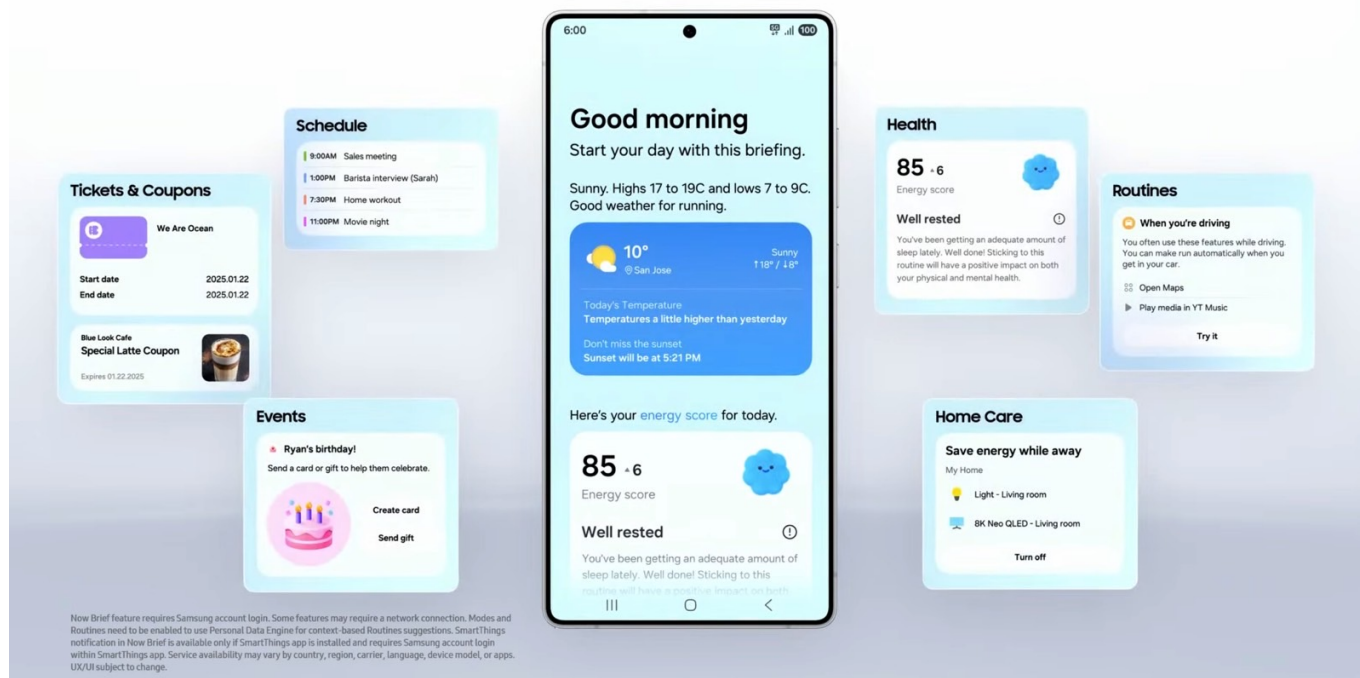 6:00
5G
100
Good morning
Start your day with this briefing.
Sunny. Highs 17 to 19C and lows 7 to 9C.
Good weather for running.
10°
San Jose
Sunny
↑18° / ↓8°
Today's Temperature
Temperatures a little higher than yesterday
Don't miss the sunset
Sunset will be at 5:21 PM
Here's your energy score for today.
85 ▲6
Energy score
Well rested
You've been getting an adequate amount of
sleep lately. Well done! Sticking to this
routine will have a positive impact on both
Schedule
9:00AM Sales meeting
1:00PM Barista interview (Sarah)
7:30PM Home workout
11:00PM Movie night
Tickets & Coupons
We Are Ocean
Start date 2025.01.22
End date 2025.01.22
Blue Look Cafe
Special Latte Coupon
Expires 01.22.2025
Events
Ryan's birthday!
Send a card or gift to help them celebrate.
Create card
Send gift
Health
85 ▲6
Energy score
Well rested
You've been getting an adequate amount of
sleep lately. Well done! Sticking to this
routine will have a positive impact on both
your physical and mental health.
Routines
When you're driving
You often use these features while driving.
You can make run automatically when you
get in your car.
Open Maps
Play media in YT Music
Try it
Home Care
Save energy while away
My Home
Light - Living room
8K Neo QLED - Living room
Turn off
Now Brief feature requires Samsung account login. Some features may require a network connection. Modes and
Routines need to be enabled to use Personal Data Engine for context-based Routines suggestions. SmartThings
notification in Now Brief is available only if SmartThings app is installed and requires Samsung account login
within SmartThings app. Service availability may vary by country, region, carrier, language, device model, or apps.
UX/UI subject to change.